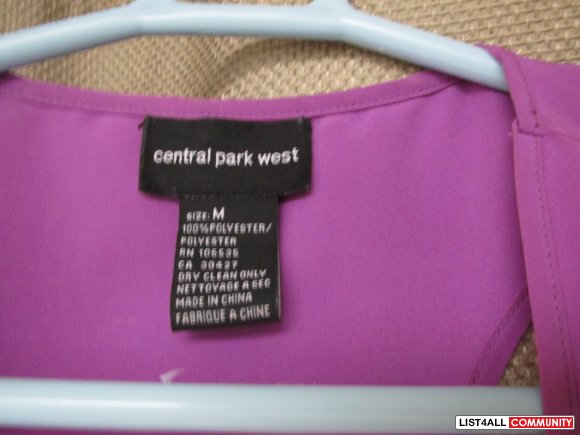 central park west
SIZE: M
100% POLYESTER/
POLYESTER
RN 106535
CA 30427
DRY CLEAN ONLY
NETTOYAGE A SEC
MADE IN CHINA
FABRIQUE A CHINE
LIST4ALL COMMUNITY